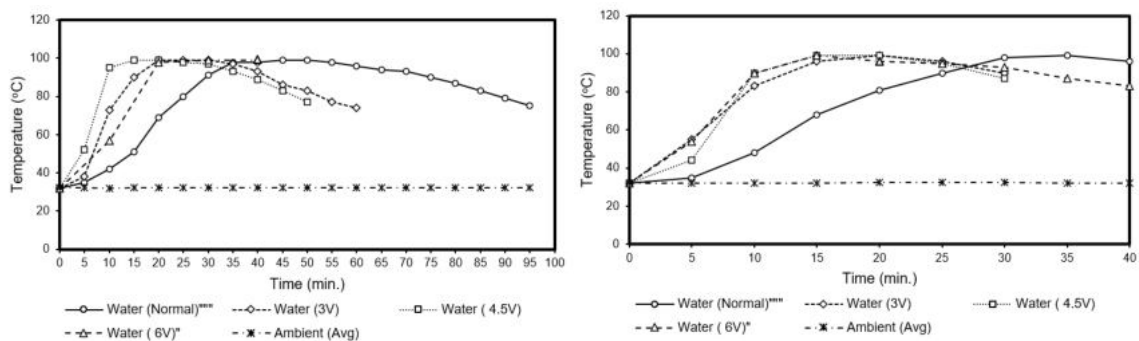 120
100
80
60
40
20
0
Temperature (ºC)
0 5 10 15 20 25 30 35 40 45 50 55 60 65 70 75 80 85 90 95 100
Time (min.)
Water (Normal)""" Water (3V) Water ( 4.5V)
Water ( 6V)" Ambient (Avg)
120
100
80
60
40
20
0
Temperature (ºC)
0 5 10 15 20 25 30 35 40
Time (min.)
Water (Normal)""" Water (3V) Water ( 4.5V)
Water ( 6V)" Ambient (Avg)